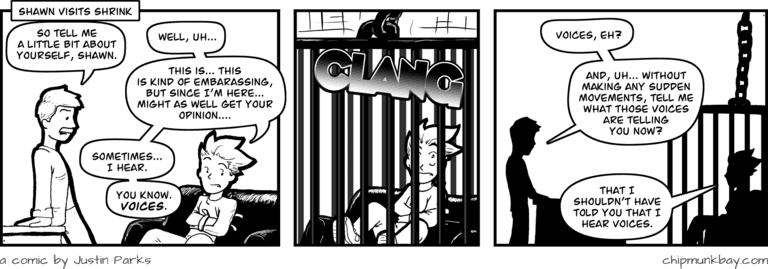 SHAWN VISITS SHRINK
SO TELL ME
A LITTLE BIT ABOUT
YOURSELF, SHAWN.
WELL, UH...
THIS IS... THIS
IS KIND OF EMBARASSING,
BUT SINCE I'M HERE...
MIGHT AS WELL GET YOUR
OPINION....
SOMETIMES...
I HEAR.
YOU KNOW.
VOICES.
CLANG
VOICES, EH?
AND, UH... WITHOUT
MAKING ANY SUDDEN
MOVEMENTS, TELL ME
WHAT THOSE VOICES
ARE TELLING
YOU NOW?
THAT I
SHOULDN'T HAVE
TOLD YOU THAT I
HEAR VOICES.
a comic by Justin Parks
chipmunkbay.com